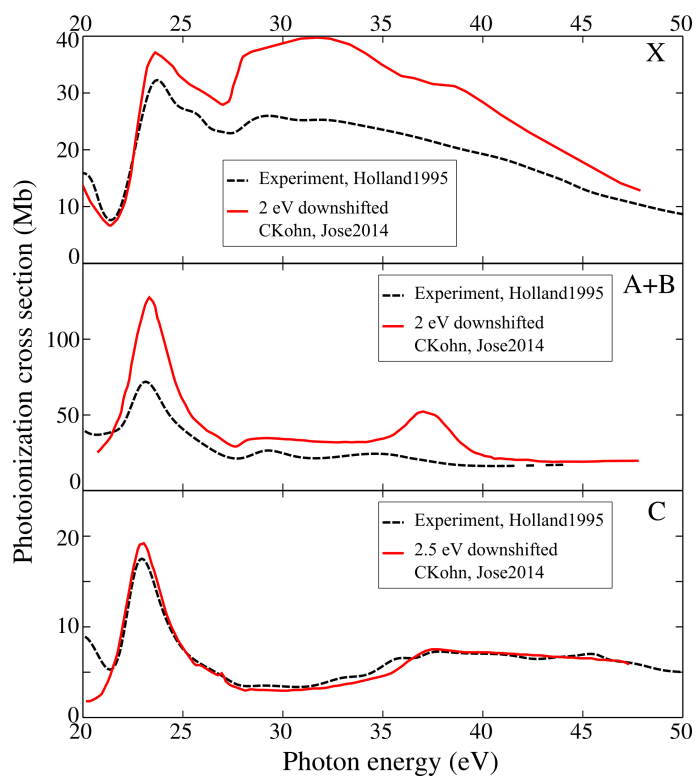 20 25 30 35 40 45 50
40
X
30
20
Experiment, Holland1995
2 eV downshifted
CKohn, Jose2014
10
0
Photoionization cross section (Mb)
A+B
Experiment, Holland1995
2 eV downshifted
CKohn, Jose2014
100
50
0
C
Experiment, Holland1995
2.5 eV downshifted
CKohn, Jose2014
20
10
0
20 25 30 35 40 45 50
Photon energy (eV)